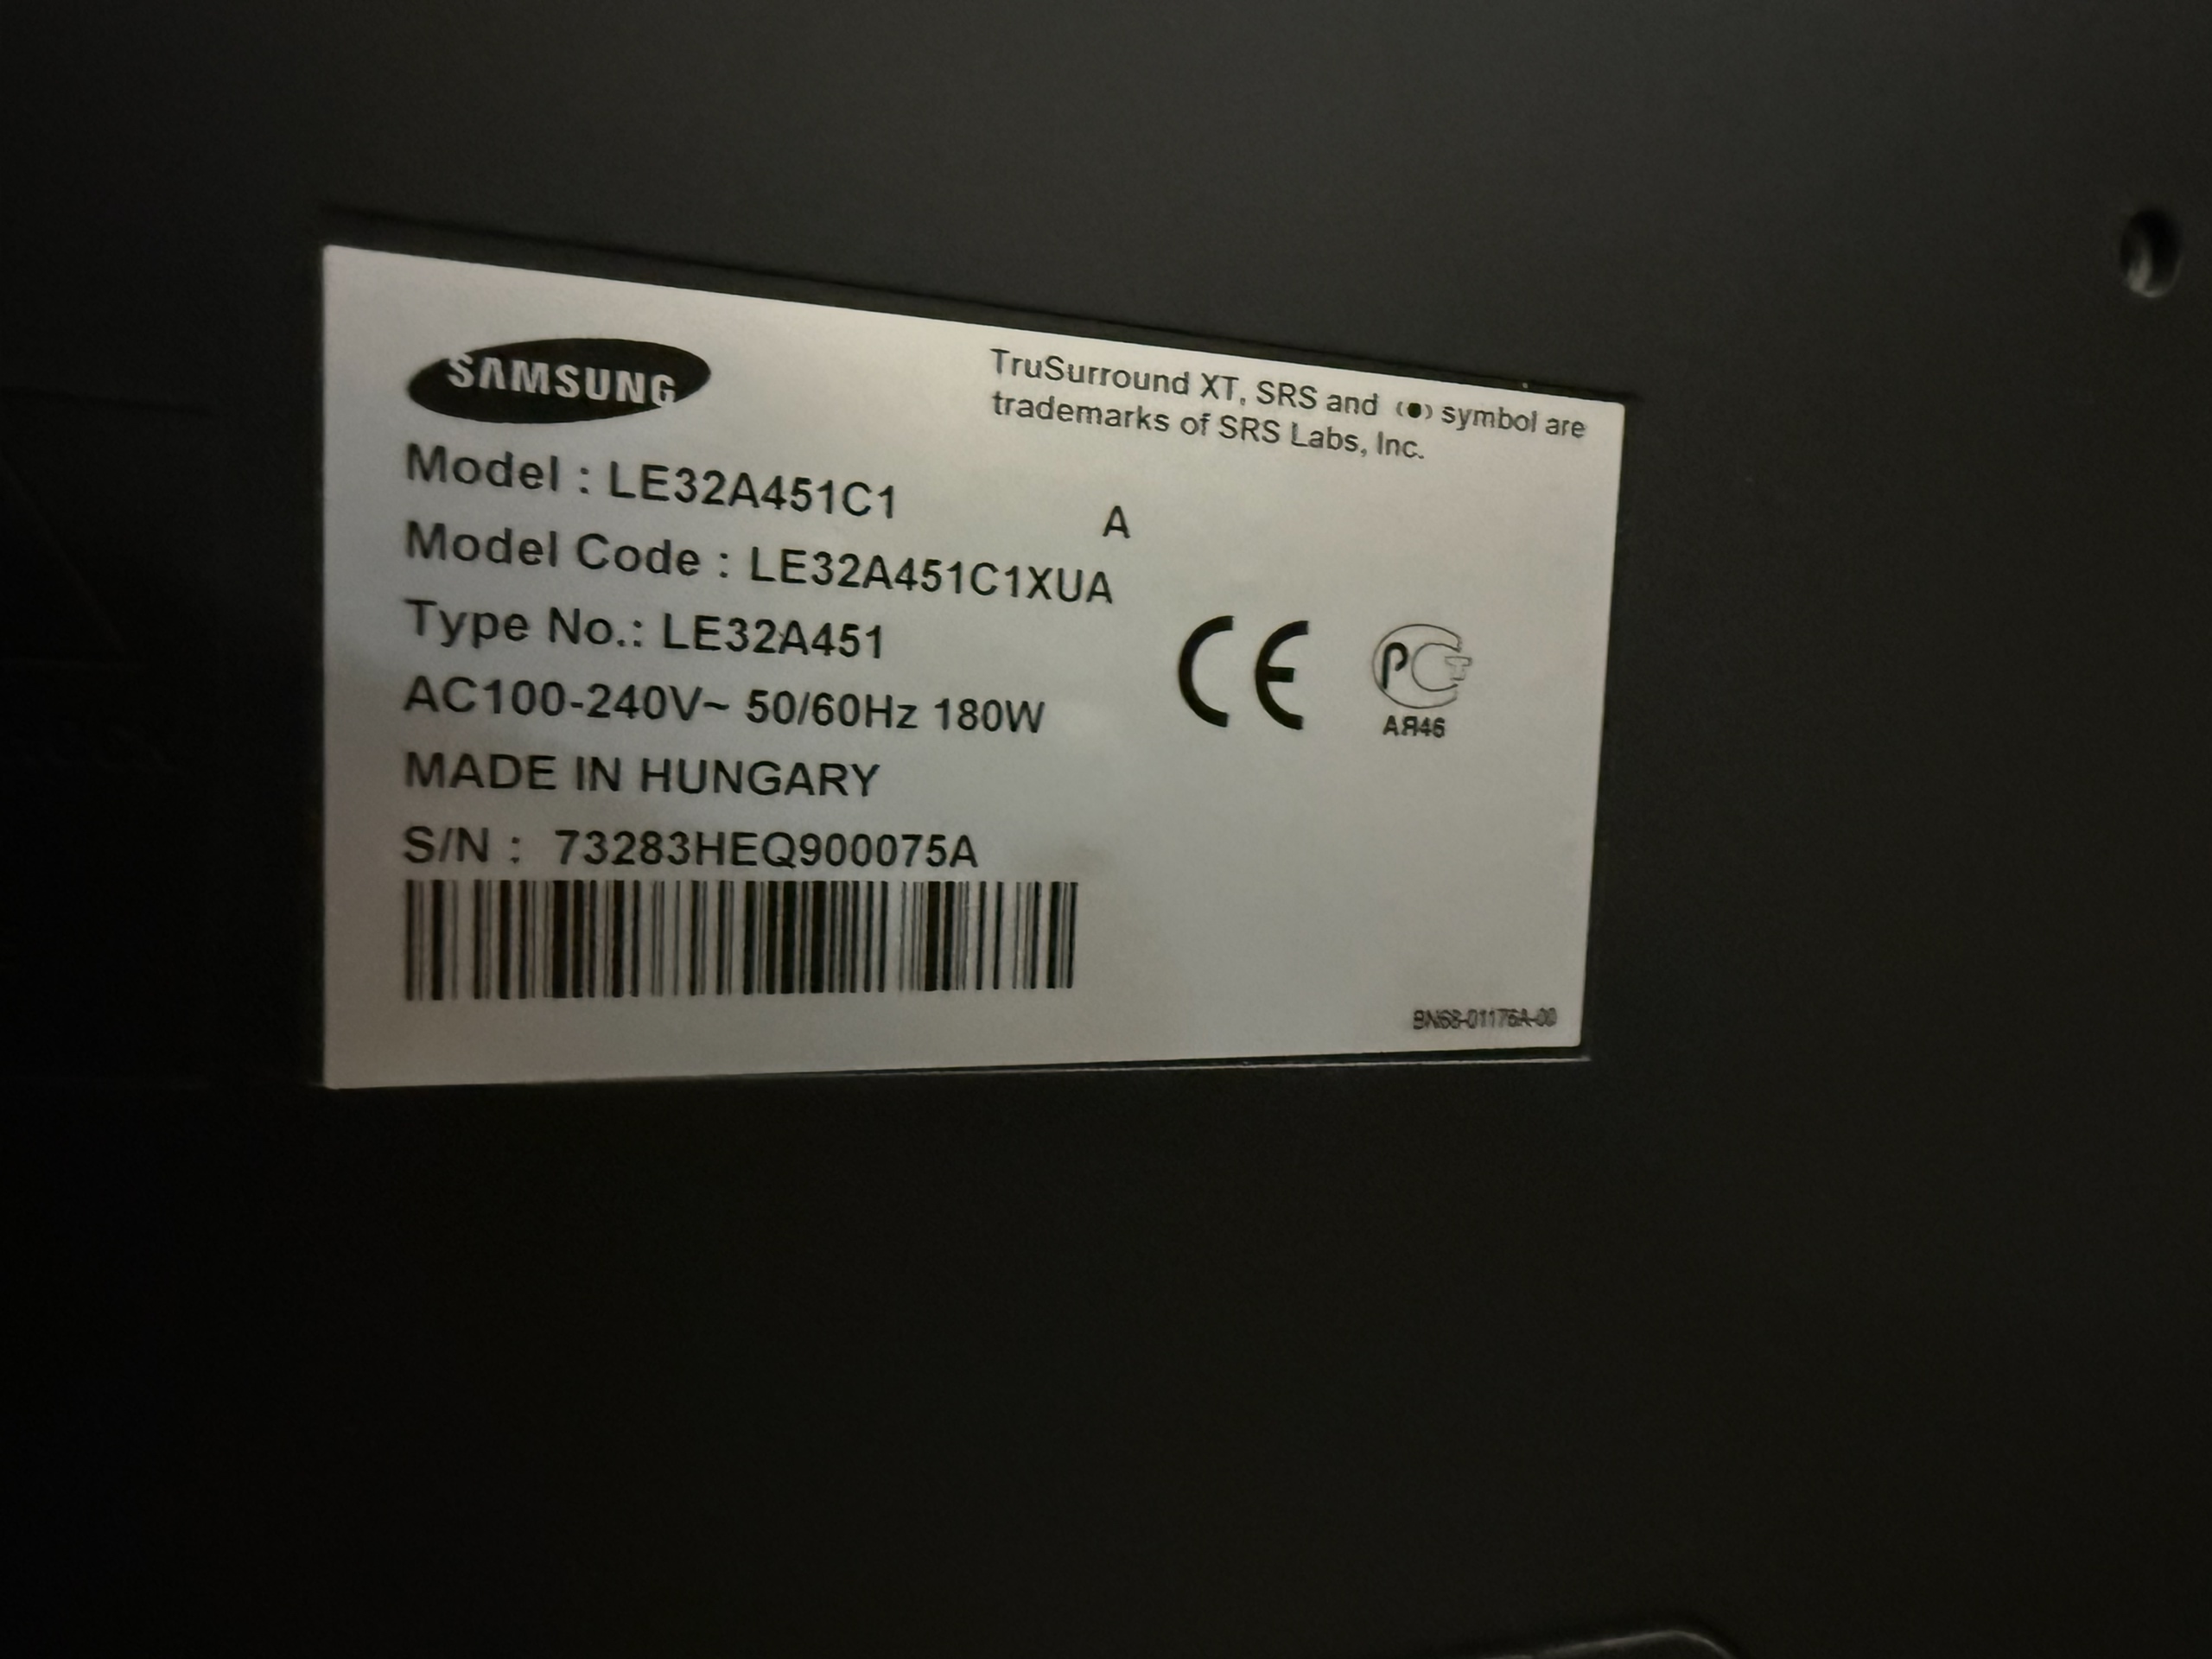 SAMSUNG
TruSurround XT, SRS and (●) symbol are
trademarks of SRS Labs, Inc.
Model : LE32A451C1
A
Model Code : LE32A451C1XUA
Type No.: LE32A451
AC100-240V~ 50/60Hz 180W
CE
РСТ
АЯ46
MADE IN HUNGARY
S/N : 73283HEQ900075A
BN68-01176A-00